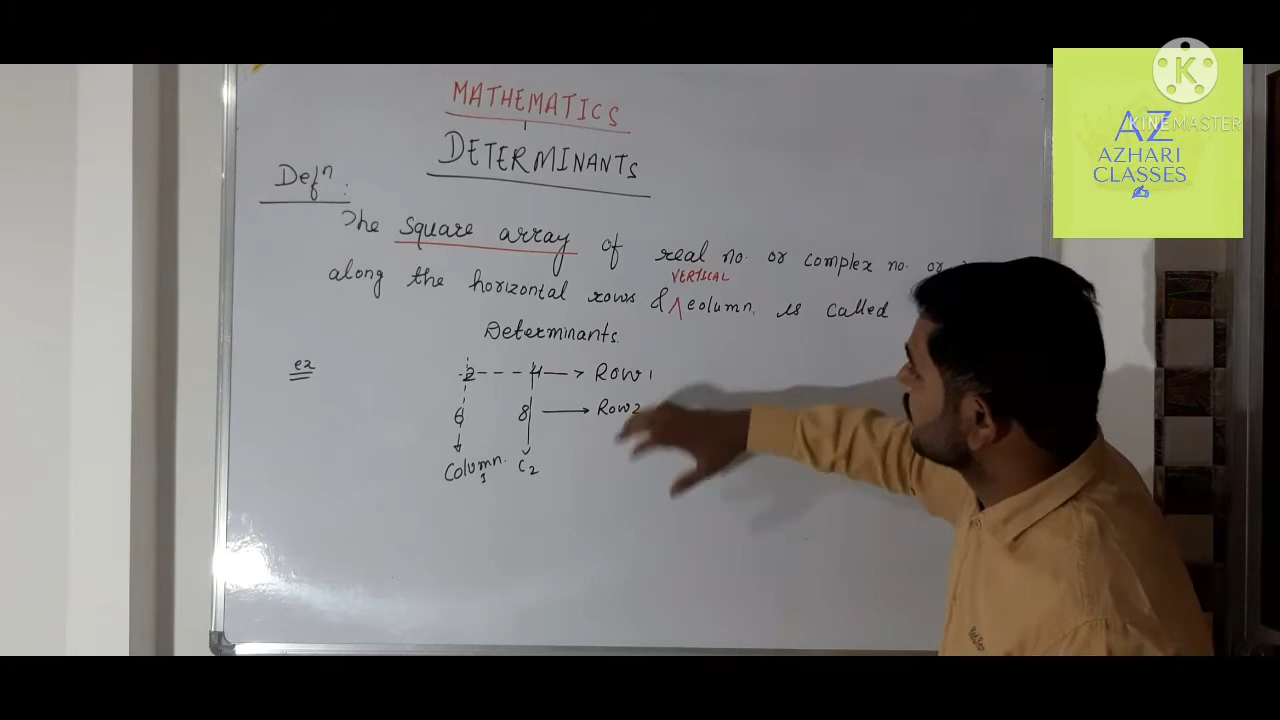 MATHEMATICS
DETERMINANTS
Defⁿ:
The square array of real no. or complex no. or
along the horizontal rows & column is called
VERTICAL
Determinants.
ex
2 4 Row 1
6 8 Row 2
Column 1 C2
K
KINEMASTER
AZ
AZHARI
CLASSES